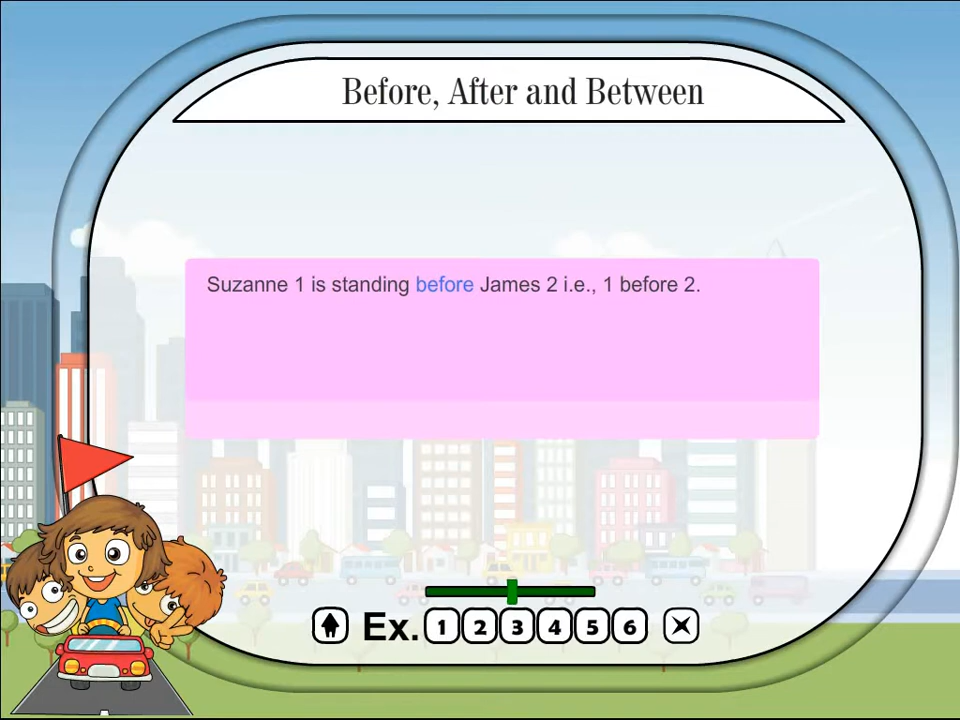 Before, After and Between
Suzanne 1 is standing before James 2 i.e., 1 before 2.
Ex. 1 2 3 4 5 6